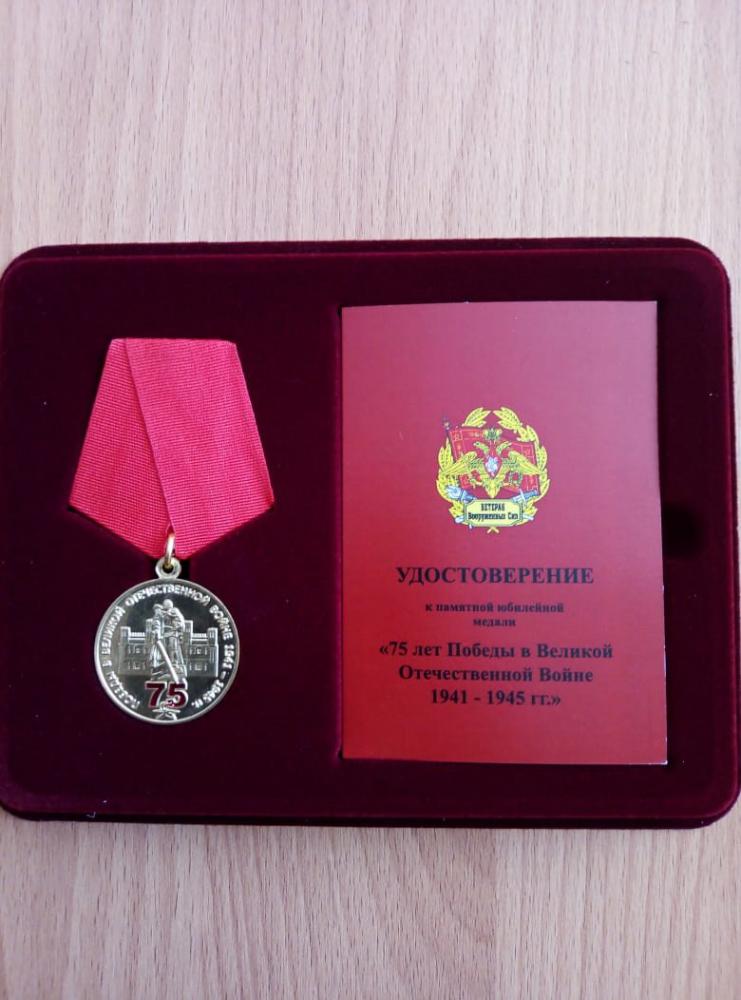 ПОБЕДЫ В ВЕЛИКОЙ ОТЕЧЕСТВЕННОЙ ВОЙНЕ 1941 - 1945 гг.
75
ВЕТЕРАН
Вооруженных Сил
УДОСТОВЕРЕНИЕ
к памятной юбилейной
медали
«75 лет Победы в Великой
Отечественной Войне
1941 - 1945 гг.»